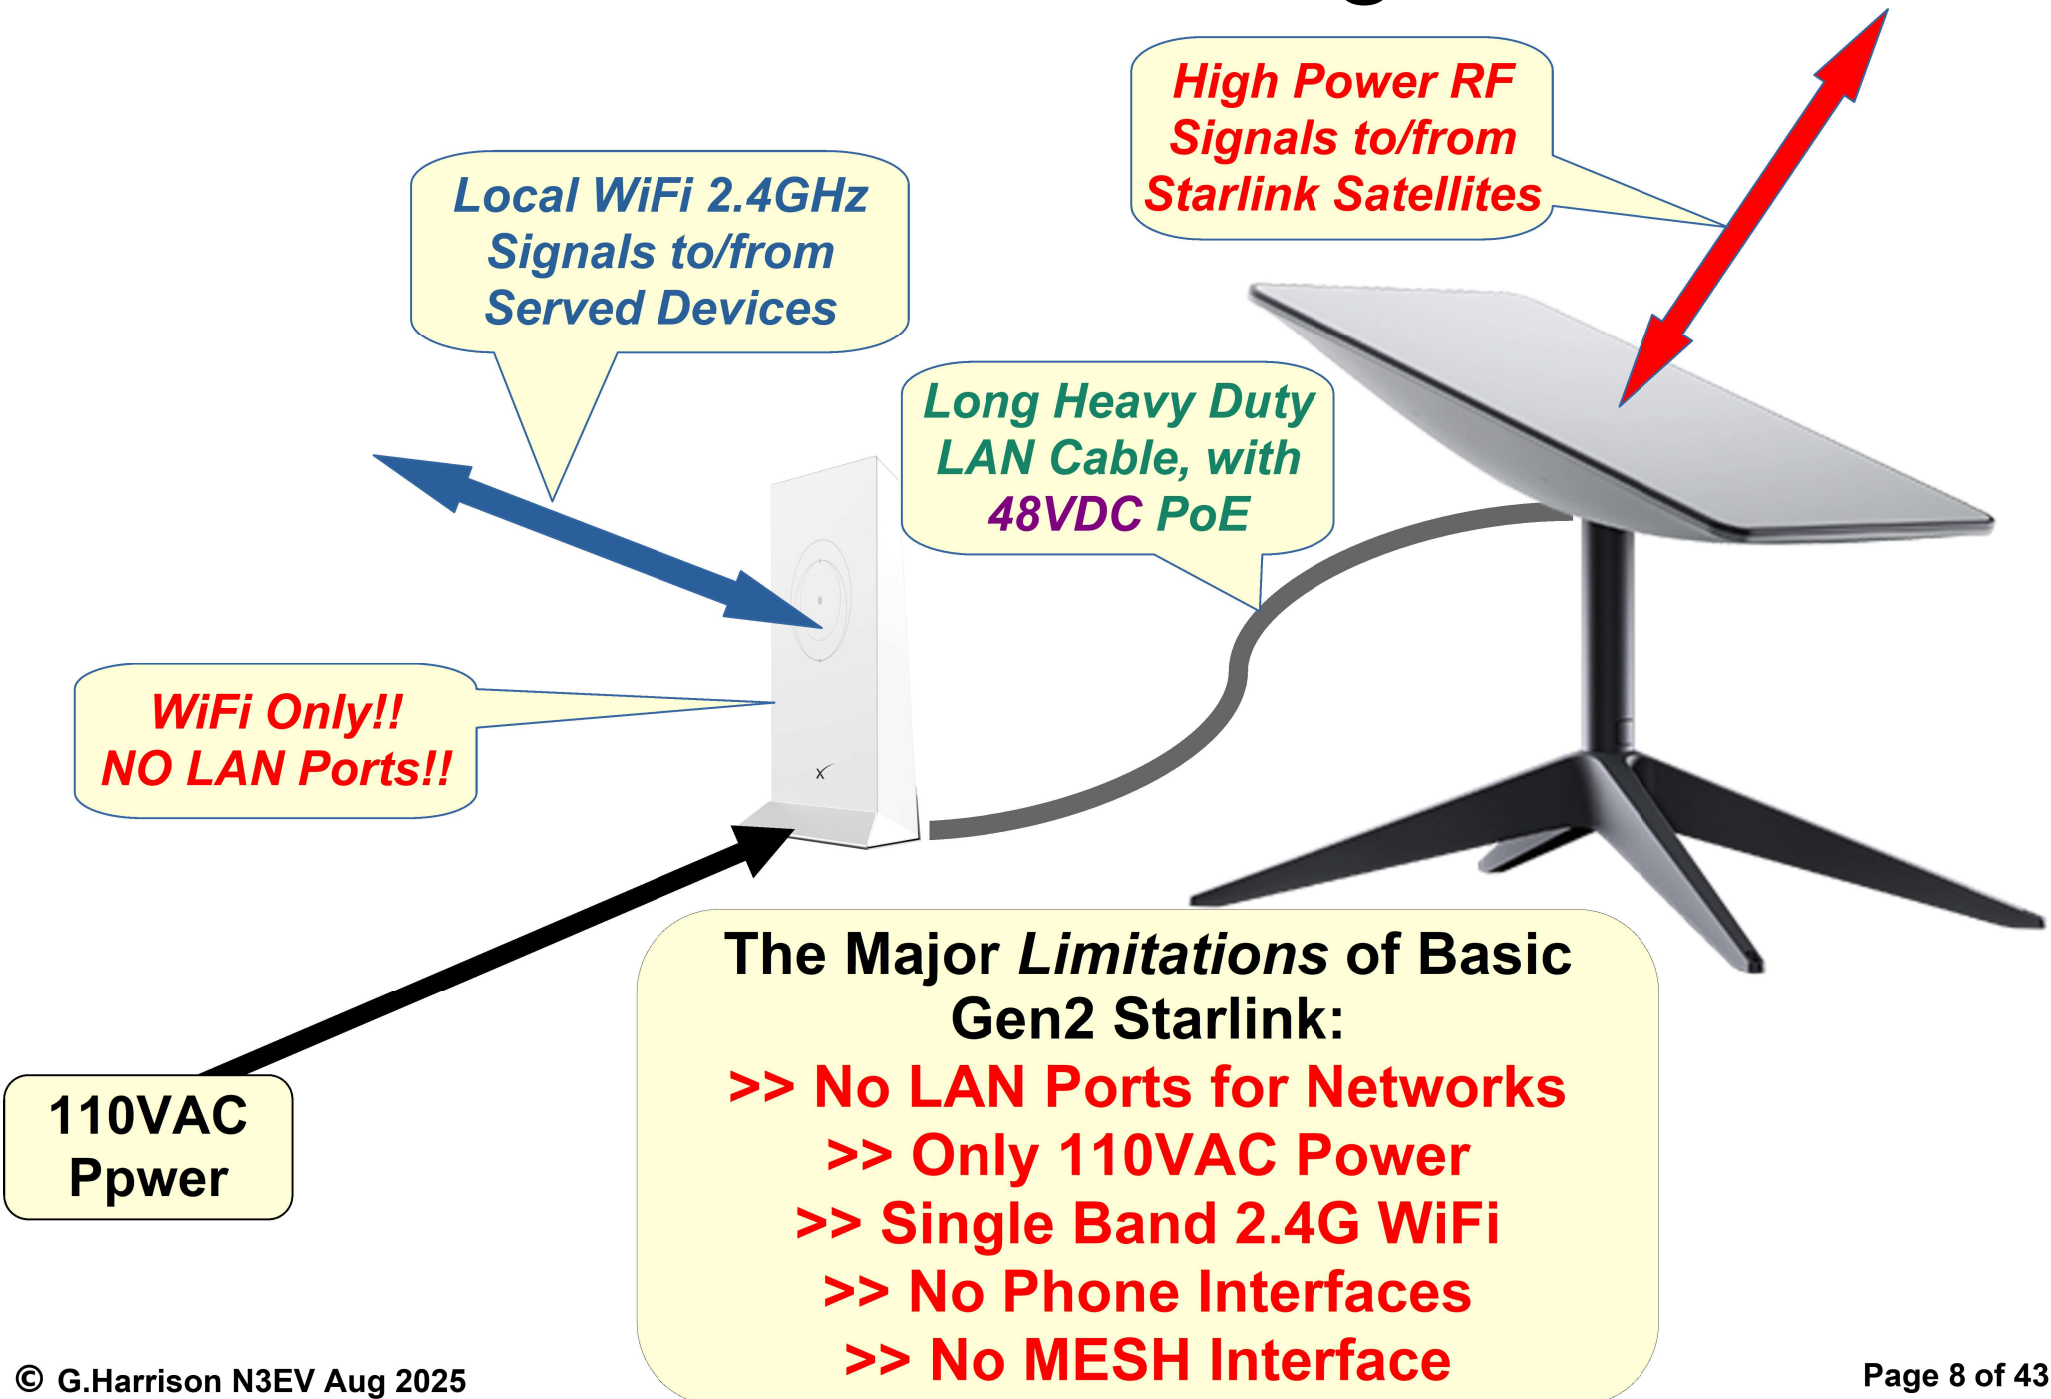 High Power RF
Signals to/from
Starlink Satellites
Local WiFi 2.4GHz
Signals to/from
Served Devices
Long Heavy Duty
LAN Cable, with
48VDC PoE
WiFi Only!!
NO LAN Ports!!
110VAC
Ppwer
The Major Limitations of Basic
Gen2 Starlink:
>> No LAN Ports for Networks
>> Only 110VAC Power
>> Single Band 2.4G WiFi
>> No Phone Interfaces
>> No MESH Interface
© G.Harrison N3EV Aug 2025
Page 8 of 43